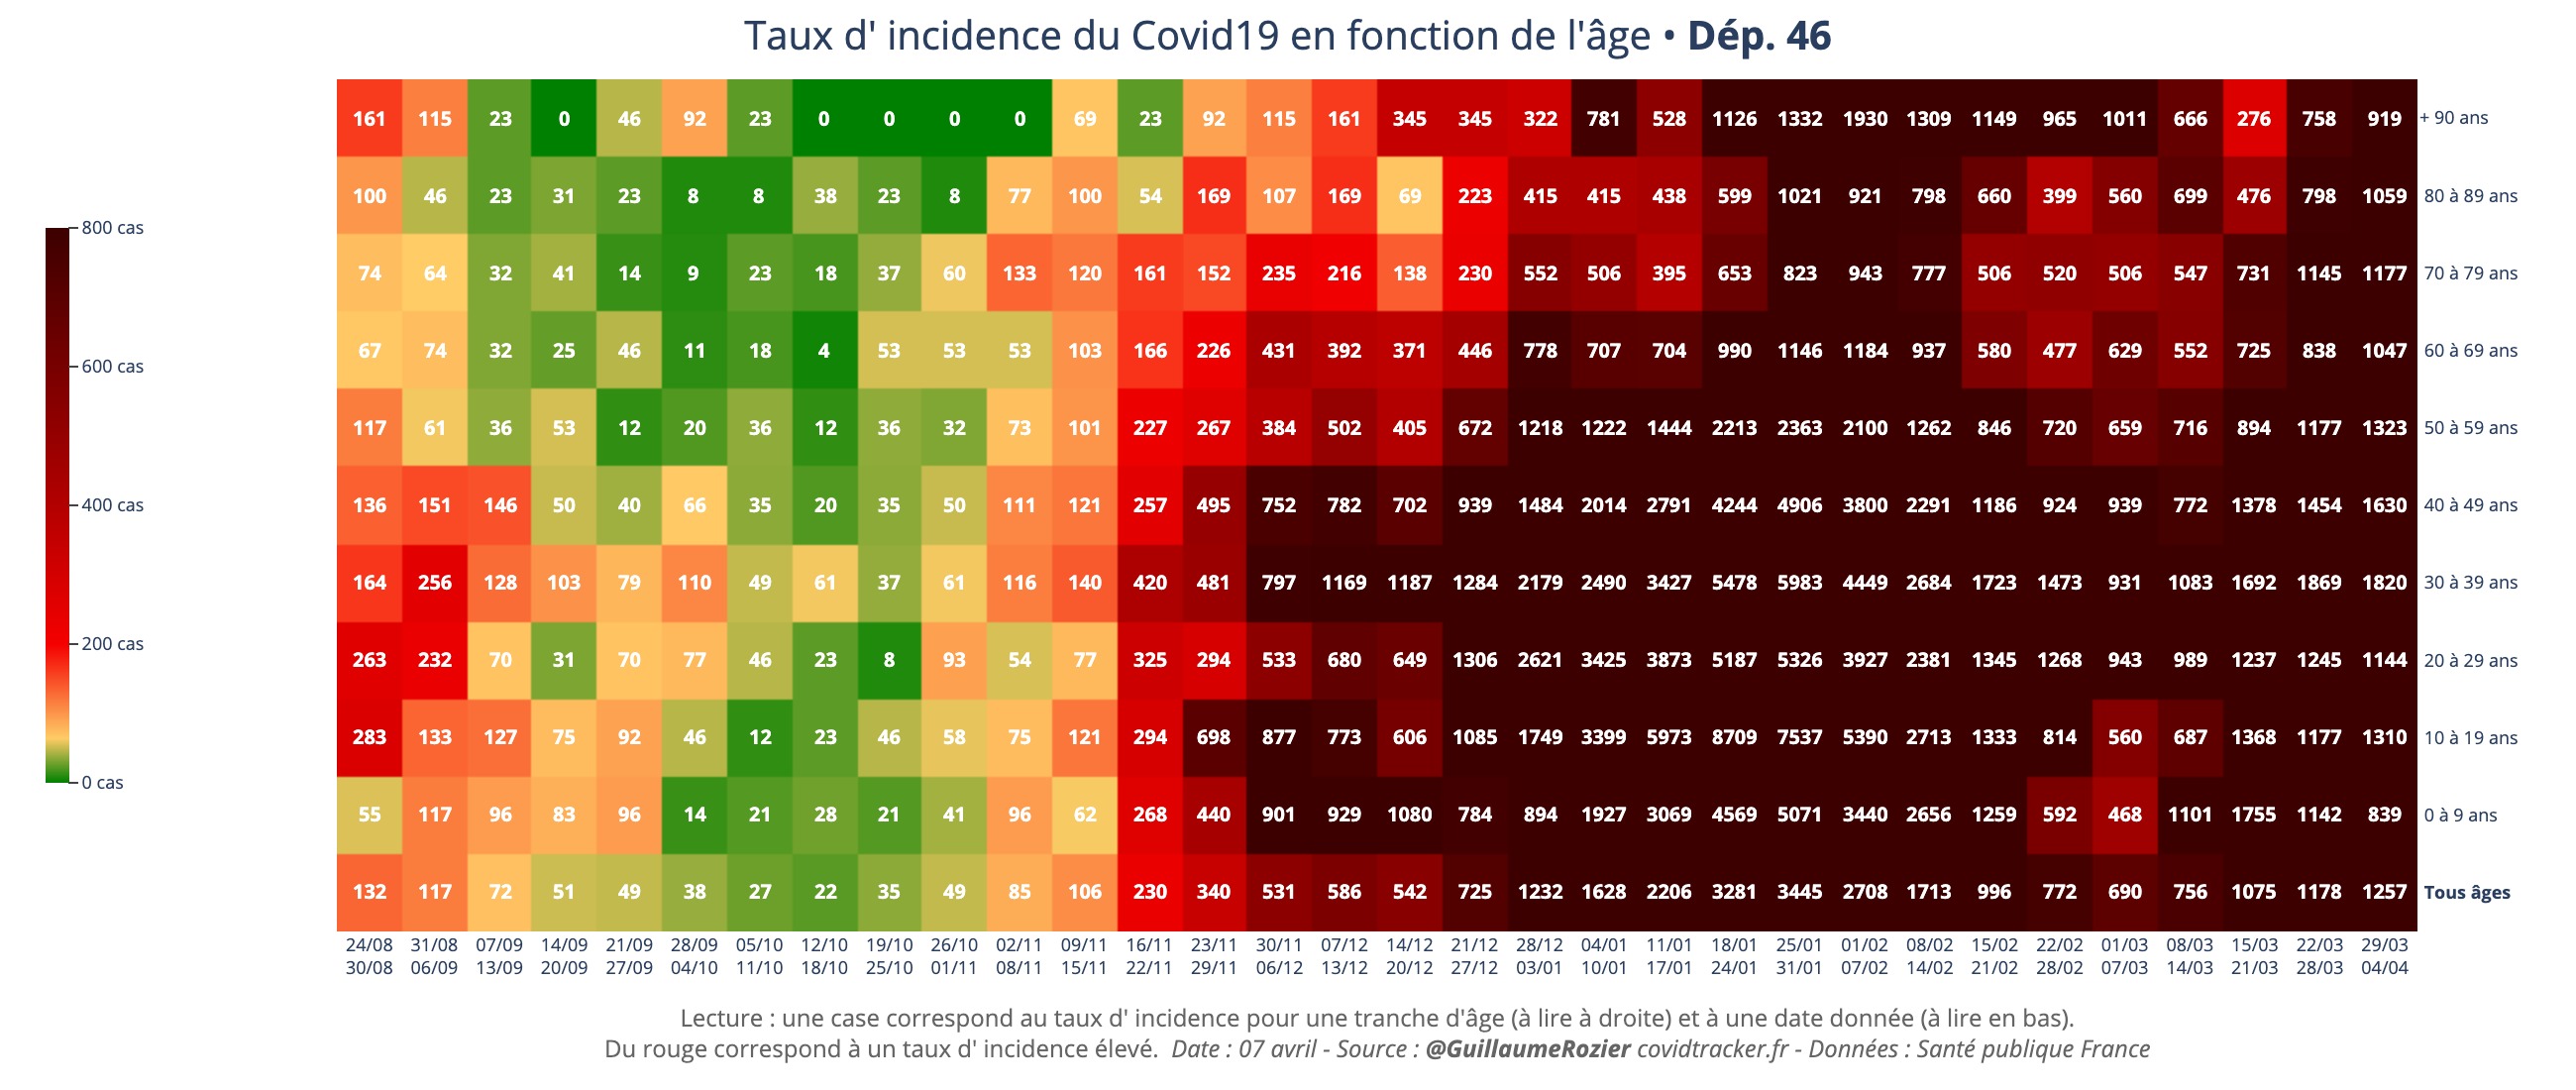 Taux d' incidence du Covid19 en fonction de l'âge • Dép. 46
161 115 23 0 46 92 23 0 0 0 0 69 23 92 115 161 345 345 322 781 528 1126 1332 1930 1309 1149 965 1011 666 276 758 919 + 90 ans
100 46 23 31 23 8 8 38 23 8 77 100 54 169 107 169 69 223 415 415 438 599 1021 921 798 660 399 560 699 476 798 1059 80 à 89 ans
800 cas
74 64 32 41 14 9 23 18 37 60 133 120 161 152 235 216 138 230 552 506 395 653 823 943 777 506 520 506 547 731 1145 1177 70 à 79 ans
67 74 32 25 46 11 18 4 53 53 53 103 166 226 431 392 371 446 778 707 704 990 1146 1184 937 580 477 629 552 725 838 1047 60 à 69 ans
600 cas
117 61 36 53 12 20 36 12 36 32 73 101 227 267 384 502 405 672 1218 1222 1444 2213 2363 2100 1262 846 720 659 716 894 1177 1323 50 à 59 ans
400 cas
136 151 146 50 40 66 35 20 35 50 111 121 257 495 752 782 702 939 1484 2014 2791 4244 4906 3800 2291 1186 924 939 772 1378 1454 1630 40 à 49 ans
164 256 128 103 79 110 49 61 37 61 116 140 420 481 797 1169 1187 1284 2179 2490 3427 5478 5983 4449 2684 1723 1473 931 1083 1692 1869 1820 30 à 39 ans
200 cas
263 232 70 31 70 77 46 23 8 93 54 77 325 294 533 680 649 1306 2621 3425 3873 5187 5326 3927 2381 1345 1268 943 989 1237 1245 1144 20 à 29 ans
283 133 127 75 92 46 12 23 46 58 75 121 294 698 877 773 606 1085 1749 3399 5973 8709 7537 5390 2713 1333 814 560 687 1368 1177 1310 10 à 19 ans
0 cas
55 117 96 83 96 14 21 28 21 41 96 62 268 440 901 929 1080 784 894 1927 3069 4569 5071 3440 2656 1259 592 468 1101 1755 1142 839 0 à 9 ans
132 117 72 51 49 38 27 22 35 49 85 106 230 340 531 586 542 725 1232 1628 2206 3281 3445 2708 1713 996 772 690 756 1075 1178 1257 Tous âges
24/08 31/08 07/09 14/09 21/09 28/09 05/10 12/10 19/10 26/10 02/11 09/11 16/11 23/11 30/11 07/12 14/12 21/12 28/12 04/01 11/01 18/01 25/01 01/02 08/02 15/02 22/02 01/03 08/03 15/03 22/03 29/03
30/08 06/09 13/09 20/09 27/09 04/10 11/10 18/10 25/10 01/11 08/11 15/11 22/11 29/11 06/12 13/12 20/12 27/12 03/01 10/01 17/01 24/01 31/01 07/02 14/02 21/02 28/02 07/03 14/03 21/03 28/03 04/04
Lecture : une case correspond au taux d' incidence pour une tranche d'âge (à lire à droite) et à une date donnée (à lire en bas).
Du rouge correspond à un taux d' incidence élevé. Date : 07 avril - Source : @GuillaumeRozier covidtracker.fr - Données : Santé publique France